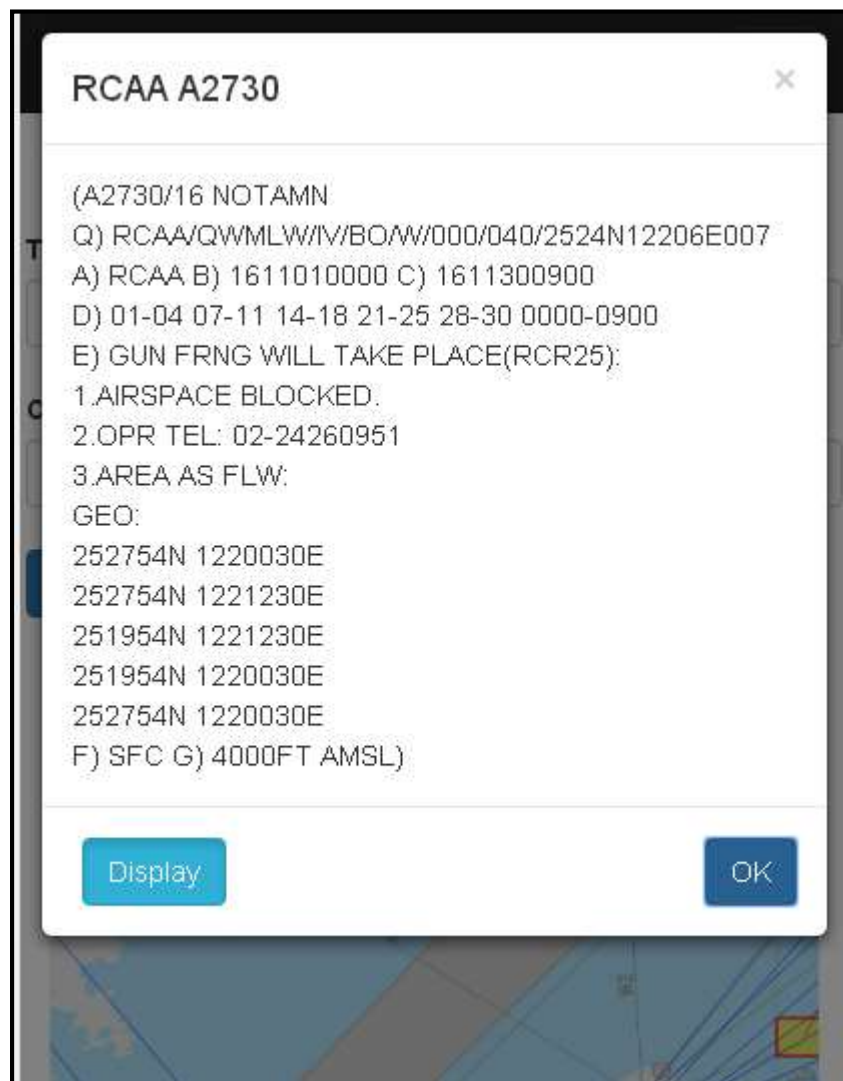 RCAA A2730
×
(A2730/16 NOTAMN
Q) RCAA/QWMLW/IV/BO/W/000/040/2524N12206E007
A) RCAA B) 1611010000 C) 1611300900
D) 01-04 07-11 14-18 21-25 28-30 0000-0900
E) GUN FRNG WILL TAKE PLACE(RCR25):
1.AIRSPACE BLOCKED.
2.OPR TEL: 02-24260951
3.AREA AS FLW:
GEO:
252754N 1220030E
252754N 1221230E
251954N 1221230E
251954N 1220030E
252754N 1220030E
F) SFC G) 4000FT AMSL)
Display
OK